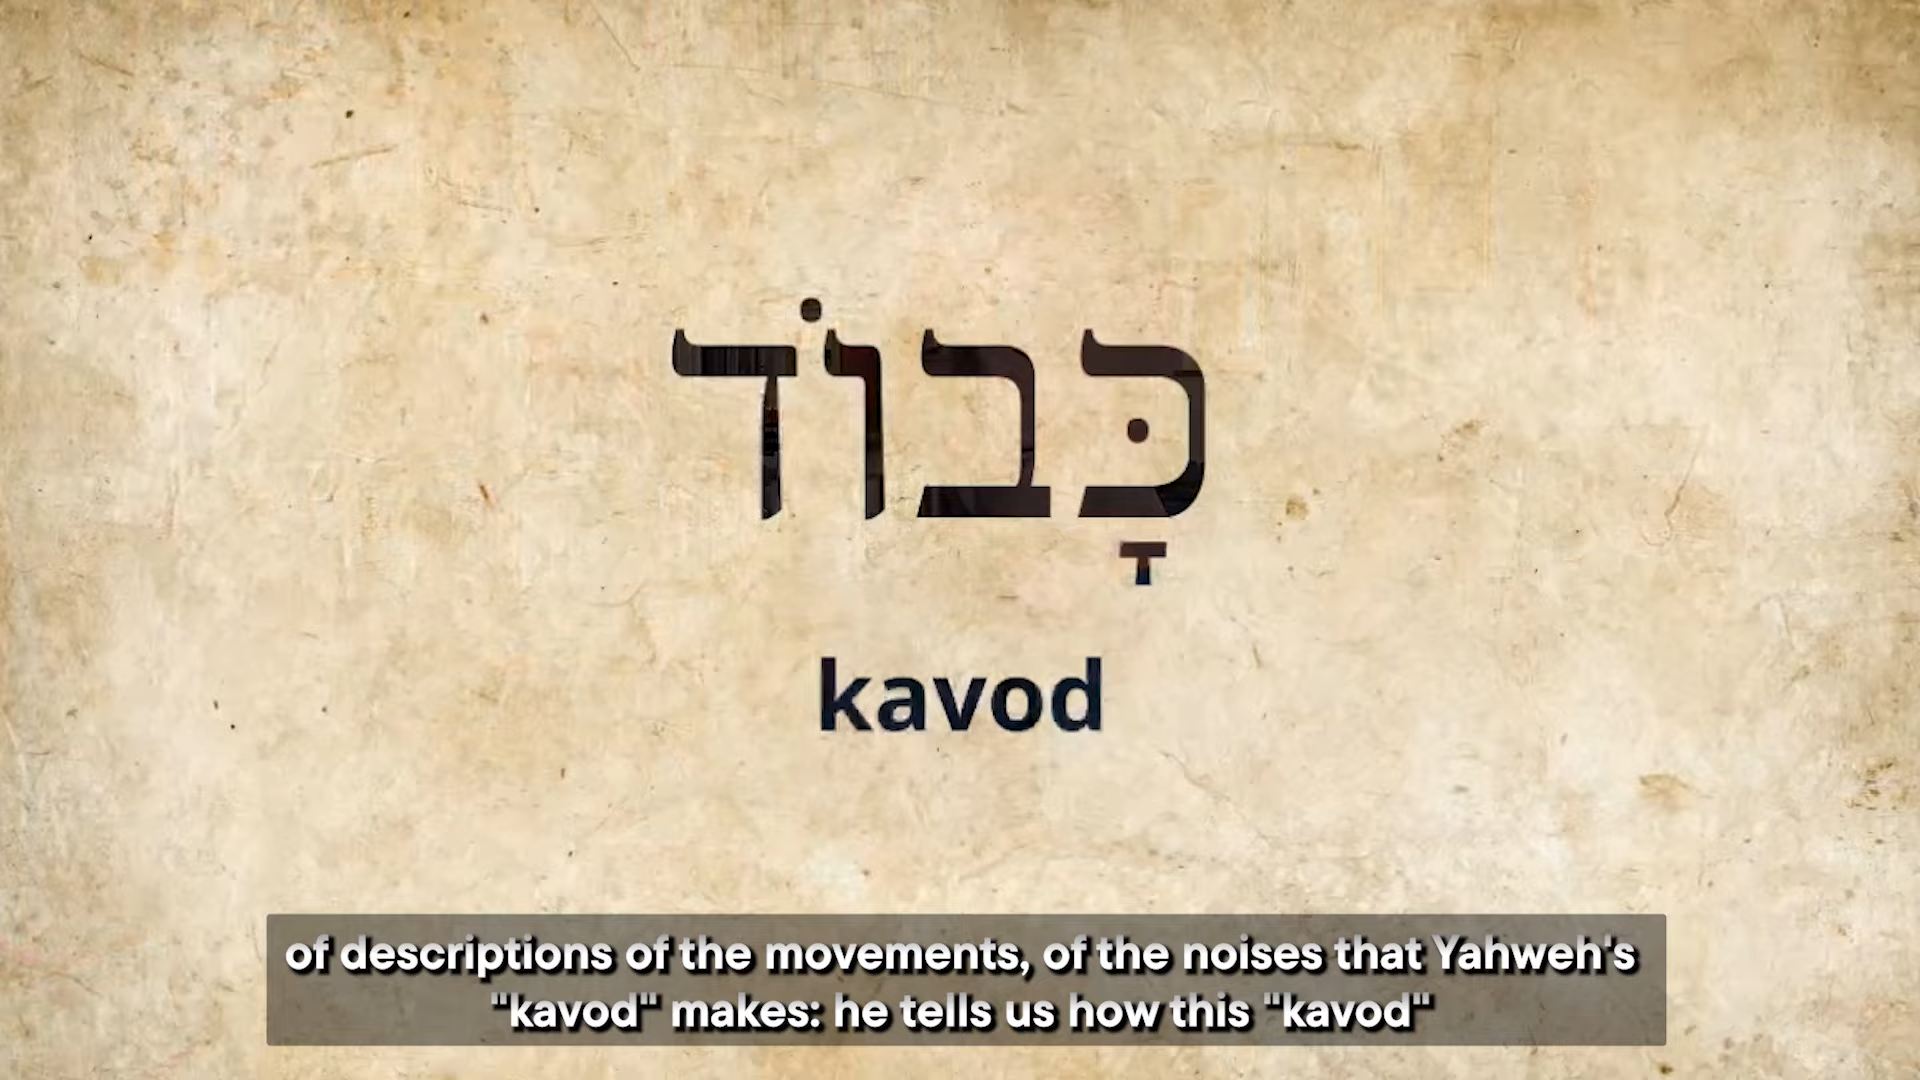 כָּבוֹד
kavod
of descriptions of the movements, of the noises that Yahweh's
"kavod" makes: he tells us how this "kavod"